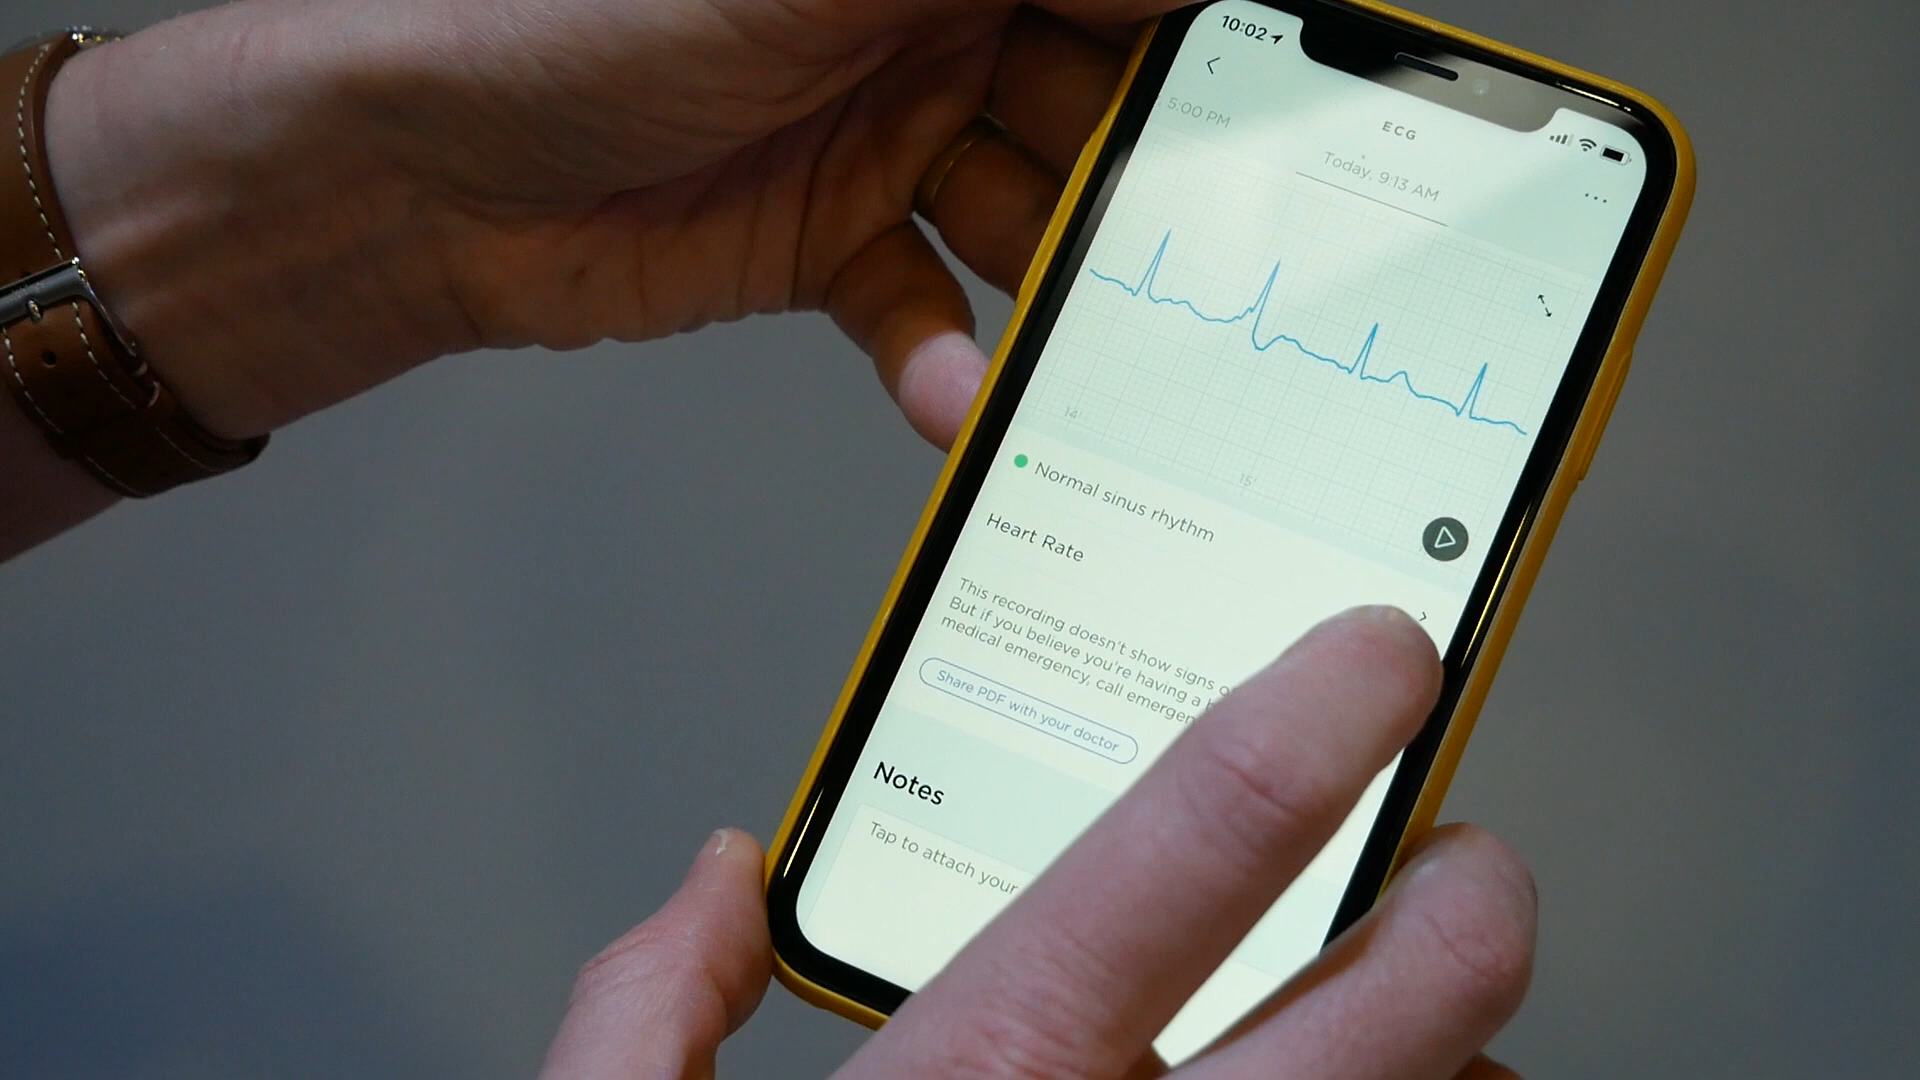 10:02
ECG
5:00 PM
Today, 9:13 AM
14'
15'
Normal sinus rhythm
Heart Rate
This recording doesn't show signs
But if you believe you're having a
medical emergency, call
Share PDF with your doctor
Notes
Tap to attach your